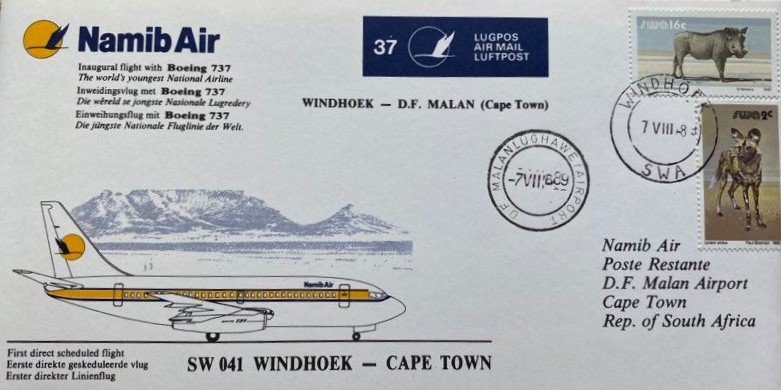 Namib Air
Inaugural flight with Boeing 737
The world's youngest National Airline
Inweidingsvlug met Boeing 737
Die wêreld se jongste Nasionale Lugredery
Einweihungsflug mit Boeing 737
Die jüngste Nationale Fluglinie der Welt.
37
LUGPOS
AIR MAIL
LUFTPOST
WINDHOEK — D.F. MALAN (Cape Town)
swa 16c
WINDHOEK
7 VIII 8
SWA
swa 2c
D.F. MALANLUGHAWE/AIRPORT
-7 VIII 89
Namib Air
Poste Restante
D.F. Malan Airport
Cape Town
Rep. of South Africa
Namib Air
First direct scheduled flight
Eerste direkte geskeduleerde vlug
Erster direkter Linienflug
SW 041 WINDHOEK — CAPE TOWN